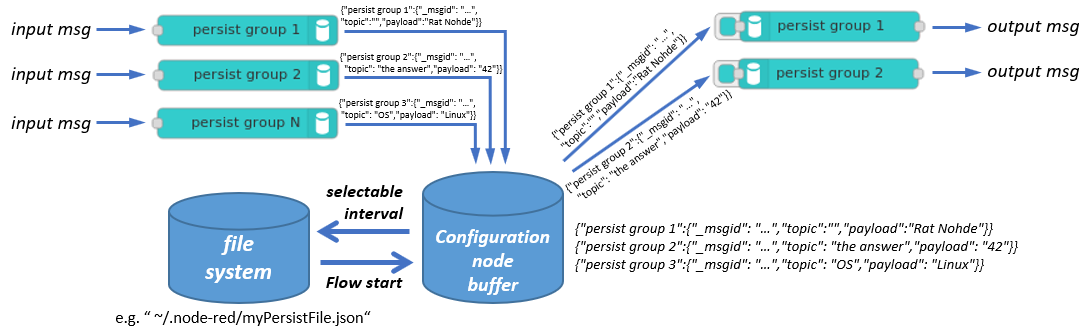 input msg
persist group 1
{"persist group 1":{"_msgid": "...",
"topic":"","payload":"Rat Nohde"}}
input msg
persist group 2
{"persist group 2":{"_msgid": "...",
"topic": "the answer","payload": "42"}}
input msg
persist group N
{"persist group 3":{"_msgid": "...",
"topic": "OS","payload": "Linux"}}
{"persist group 1":{"_msgid": "...",
"topic":"","payload":"Rat Nohde"}}
persist group 1
output msg
{"persist group 2":{"_msgid": "...",
"topic": "the answer","payload": "42"}}
persist group 2
output msg
file
system
selectable
interval
Flow start
Configuration
node
buffer
{"persist group 1":{"_msgid": "...","topic":"","payload":"Rat Nohde"}}
{"persist group 2":{"_msgid": "...","topic": "the answer","payload": "42"}}
{"persist group 3":{"_msgid": "...","topic": "OS","payload": "Linux"}}
e.g. “ ~/.node-red/myPersistFile.json“